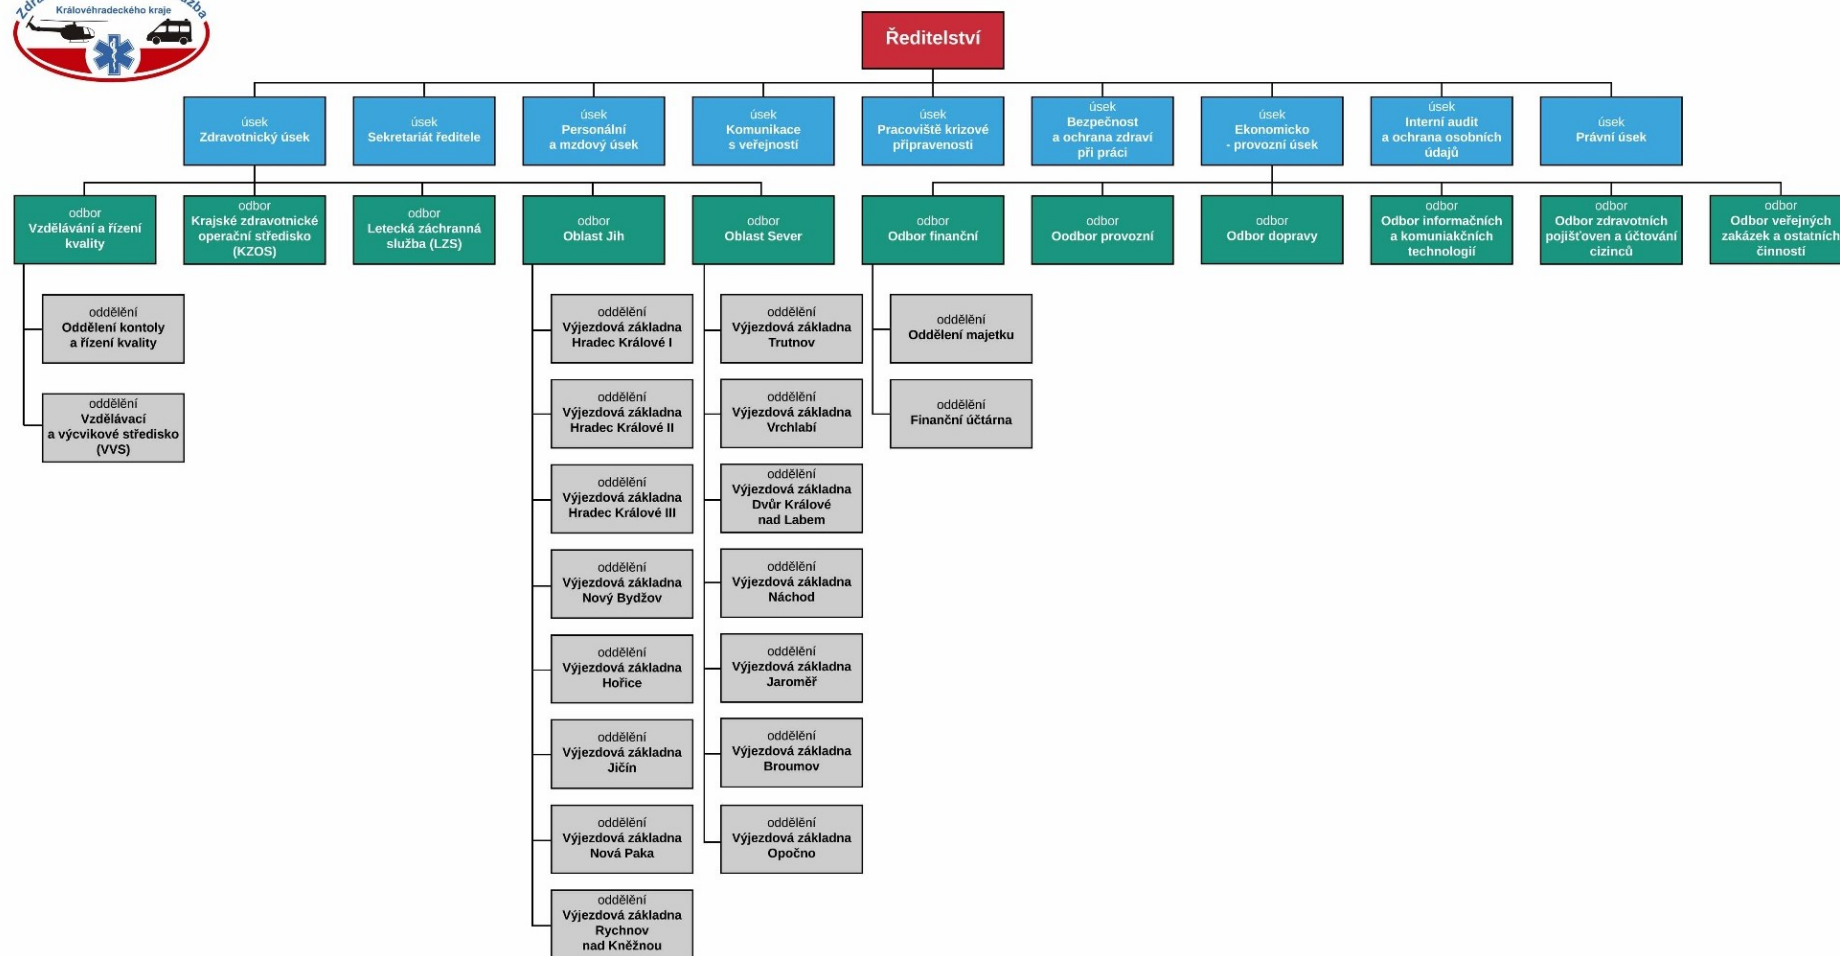 Královéhradeckého kraje
Ředitelství
úsek
Zdravotnický úsek
úsek
Sekretariát ředitele
úsek
Personální
a mzdový úsek
úsek
Komunikace
s veřejností
úsek
Pracoviště krizové
připravenosti
úsek
Bezpečnost
a ochrana zdraví
při práci
úsek
Ekonomicko
- provozní úsek
úsek
Interní audit
a ochrana osobních
údajů
úsek
Právní úsek
odbor
Vzdělávání a řízení
kvality
odbor
Krajské zdravotnické
operační středisko
(KZOS)
odbor
Letecká záchranná
služba (LZS)
odbor
Oblast Jih
odbor
Oblast Sever
odbor
Odbor finanční
odbor
Oodbor provozní
odbor
Odbor dopravy
odbor
Odbor informačních
a komuniakčních
technologií
odbor
Odbor zdravotních
pojišťoven a účtování
cizinců
odbor
Odbor veřejných
zakázek a ostatních
činností
oddělení
Oddělení kontoly
a řízení kvality
oddělení
Vzdělávací
a výcvikové středisko
(VVS)
oddělení
Výjezdová základna
Hradec Králové I
oddělení
Výjezdová základna
Hradec Králové II
oddělení
Výjezdová základna
Hradec Králové III
oddělení
Výjezdová základna
Nový Bydžov
oddělení
Výjezdová základna
Hořice
oddělení
Výjezdová základna
Jičín
oddělení
Výjezdová základna
Nová Paka
oddělení
Výjezdová základna
Rychnov
nad Kněžnou
oddělení
Výjezdová základna
Trutnov
oddělení
Výjezdová základna
Vrchlabí
oddělení
Výjezdová základna
Dvůr Králové
nad Labem
oddělení
Výjezdová základna
Náchod
oddělení
Výjezdová základna
Jaroměř
oddělení
Výjezdová základna
Broumov
oddělení
Výjezdová základna
Opočno
oddělení
Oddělení majetku
oddělení
Finanční účtárna